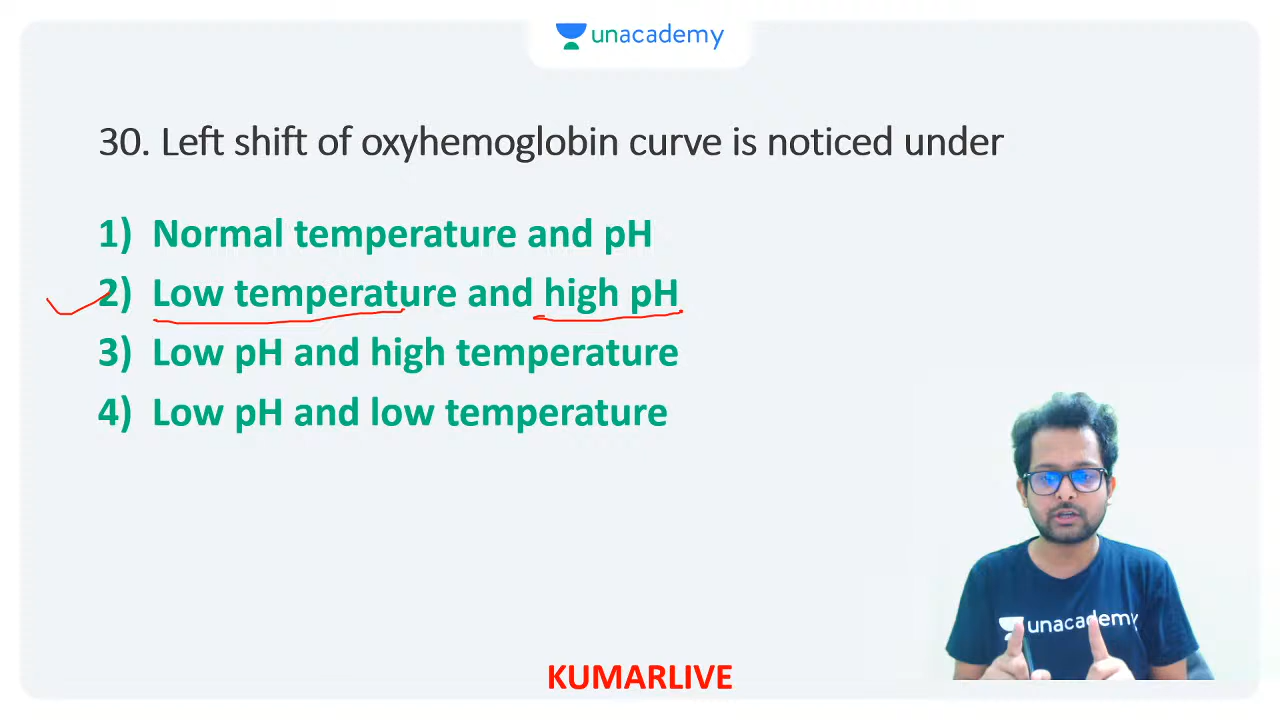 unacademy
30. Left shift of oxyhemoglobin curve is noticed under
1) Normal temperature and pH
2) Low temperature and high pH
3) Low pH and high temperature
4) Low pH and low temperature
unacademy
KUMARLIVE